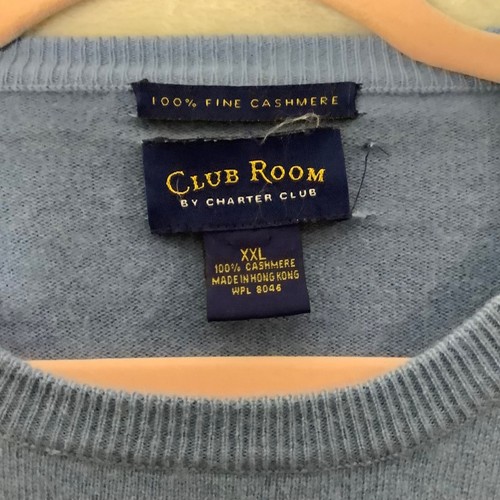 100% FINE CASHMERE
CLUB ROOM
BY CHARTER CLUB
XXL
100% CASHMERE
MADE IN HONG KONG
WPL 8046